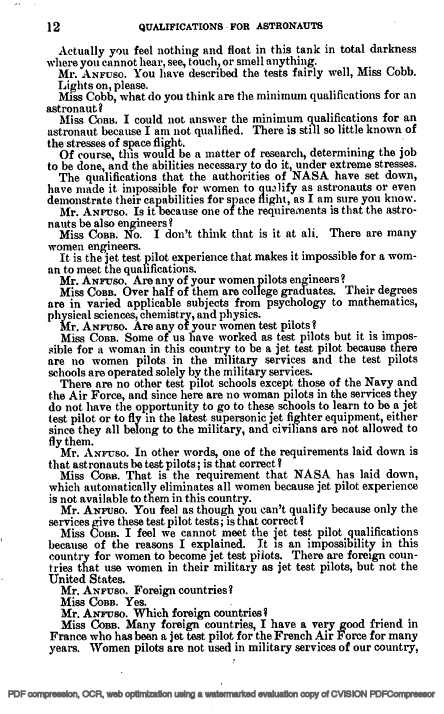 12 QUALIFICATIONS FOR ASTRONAUTS
Actually you feel nothing and float in this tank in total darkness
where you cannot hear, see, touch, or smell anything.
Mr. ANFUSO. You have described the tests fairly well, Miss Cobb.
Lights on, please.
Miss Cobb, what do you think are the minimum qualifications for an
astronaut?
Miss COBB. I could not answer the minimum qualifications for an
astronaut because I am not qualified. There is still so little known of
the stresses of space flight.
Of course, this would be a matter of research, determining the job
to be done, and the abilities necessary to do it, under extreme stresses.
The qualifications that the authorities of NASA have set down,
have made it impossible for women to qualify as astronauts or even
demonstrate their capabilities for space flight, as I am sure you know.
Mr. ANFUSO. Is it because one of the requirements is that the astro-
nauts be also engineers?
Miss COBB. No. I don't think that is it at all. There are many
women engineers.
It is the jet test pilot experience that makes it impossible for a wom-
an to meet the qualifications.
Mr. ANFUSO. Are any of your women pilots engineers?
Miss COBB. Over half of them are college graduates. Their degrees
are in varied applicable subjects from psychology to mathematics,
physical sciences, chemistry, and physics.
Mr. ANFUSO. Are any of your women test pilots?
Miss COBB. Some of us have worked as test pilots but it is impos-
sible for a woman in this country to be a jet test pilot because there
are no women pilots in the military services and the test pilots
schools are operated solely by the military services.
There are no other test pilot schools except those of the Navy and
the Air Force, and since here are no woman pilots in the services they
do not have the opportunity to go to these schools to learn to be a jet
test pilot or to fly in the latest supersonic jet fighter equipment, either
since they all belong to the military, and civilians are not allowed to
fly them.
Mr. ANFUSO. In other words, one of the requirements laid down is
that astronauts be test pilots; is that correct?
Miss COBB. That is the requirement that NASA has laid down,
which automatically eliminates all women because jet pilot experience
is not available to them in this country.
Mr. ANFUSO. You feel as though you can't qualify because only the
services give these test pilot tests; is that correct?
Miss COBB. I feel we cannot meet the jet test pilot qualifications
because of the reasons I explained. It is an impossibility in this
country for women to become jet test pilots. There are foreign coun-
tries that use women in their military as jet test pilots, but not the
United States.
Mr. ANFUSO. Foreign countries?
Miss COBB. Yes.
Mr. ANFUSO. Which foreign countries?
Miss COBB. Many foreign countries, I have a very good friend in
France who has been a jet test pilot for the French Air Force for many
years. Women pilots are not used in military services of our country,
PDF compression, OCR, web optimization using a watermarked evaluation copy of CVISION PDFCompressor